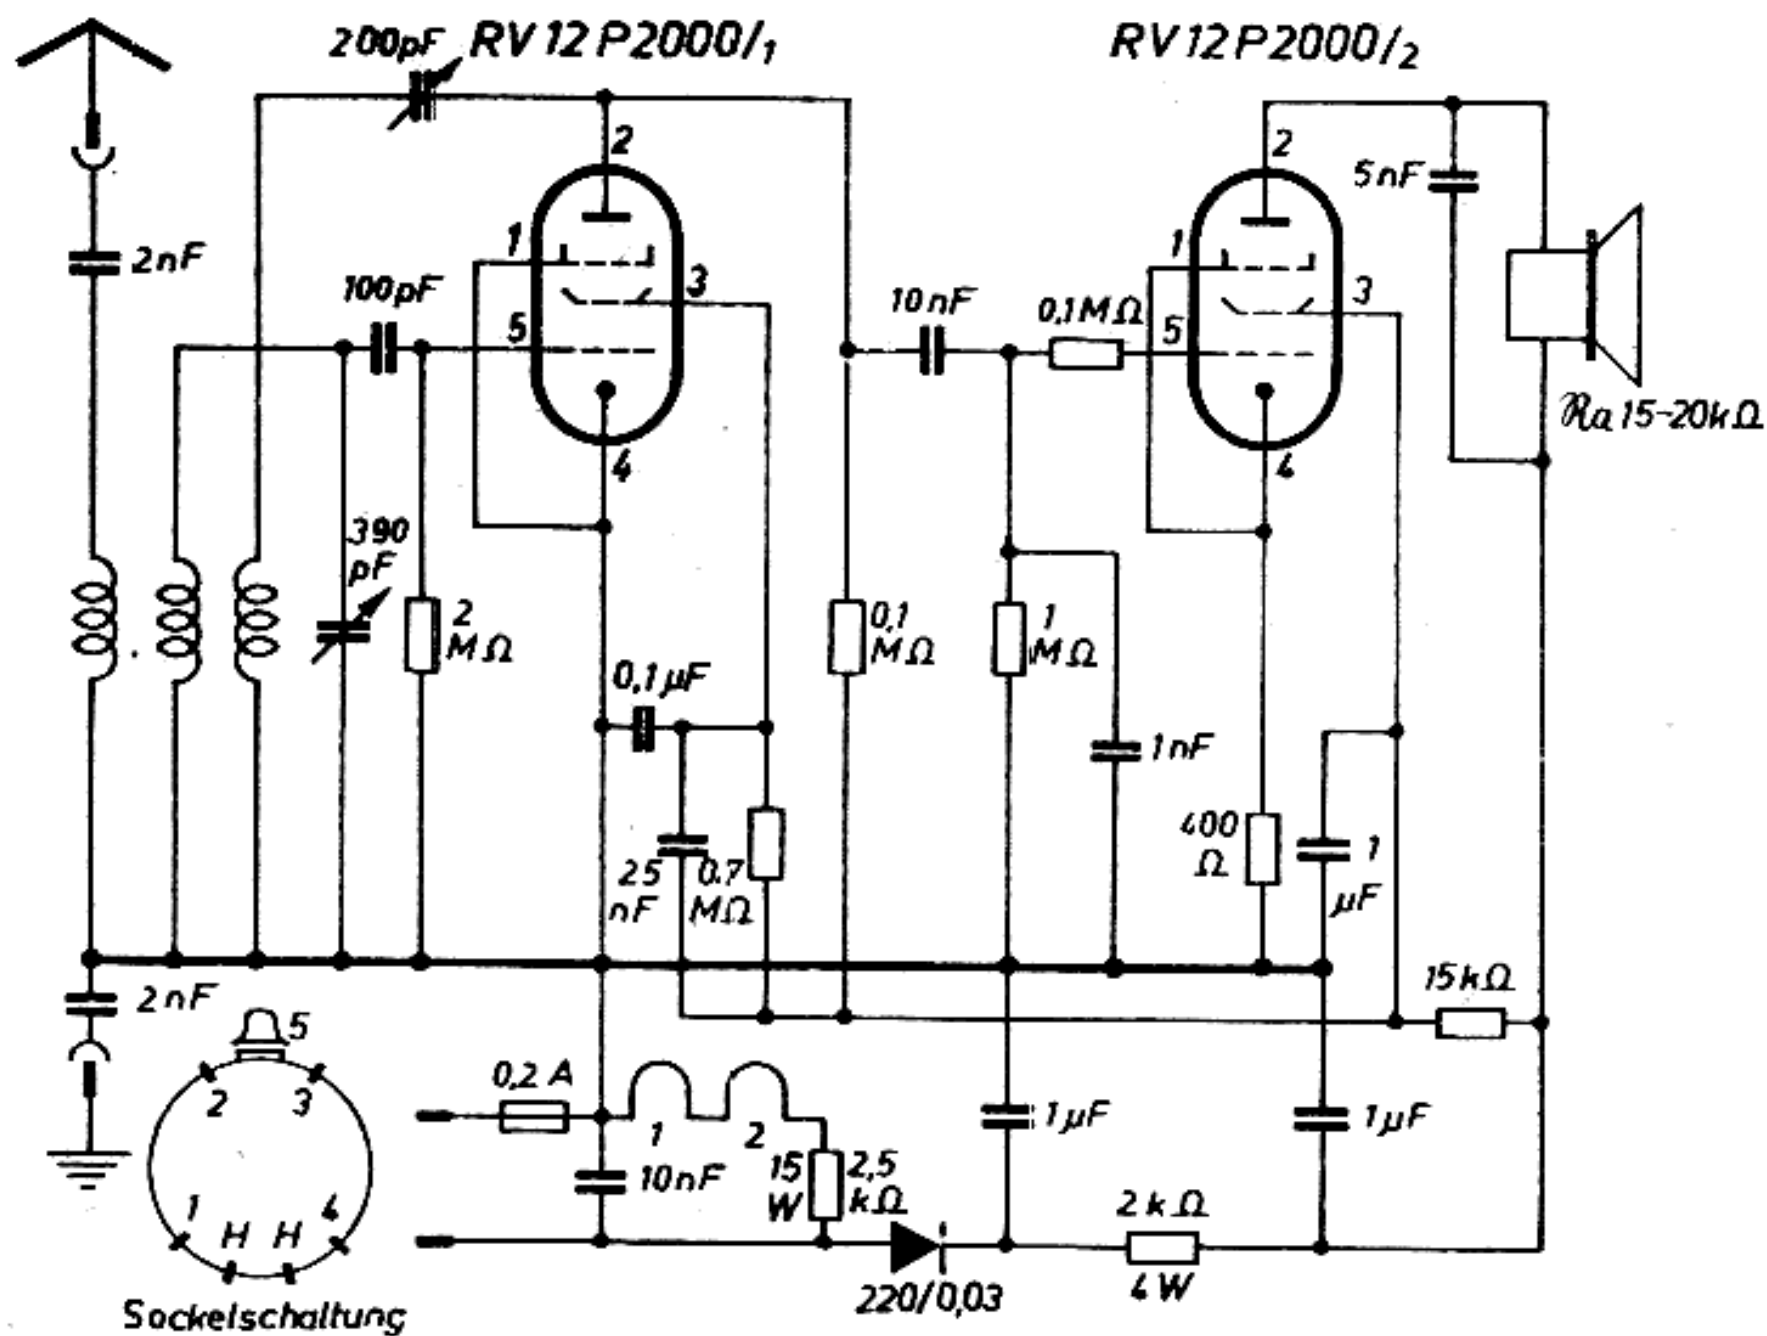 200pF
RV12P2000/1
RV12P2000/2
2
2
5nF
1
1
2nF
100pF
3
3
10nF
0,1MΩ
5
5
Ra 15-20kΩ
4
4
390
pF
2
MΩ
0,1
MΩ
1
MΩ
0,1µF
1nF
400
Ω
1
µF
25
nF
0.7
MΩ
2nF
15kΩ
5
2
3
0,2A
1
2
1µF
1µF
10nF
15
W
2,5
kΩ
1
4
H
H
2kΩ
4W
220/0,03
Sockelschaltung